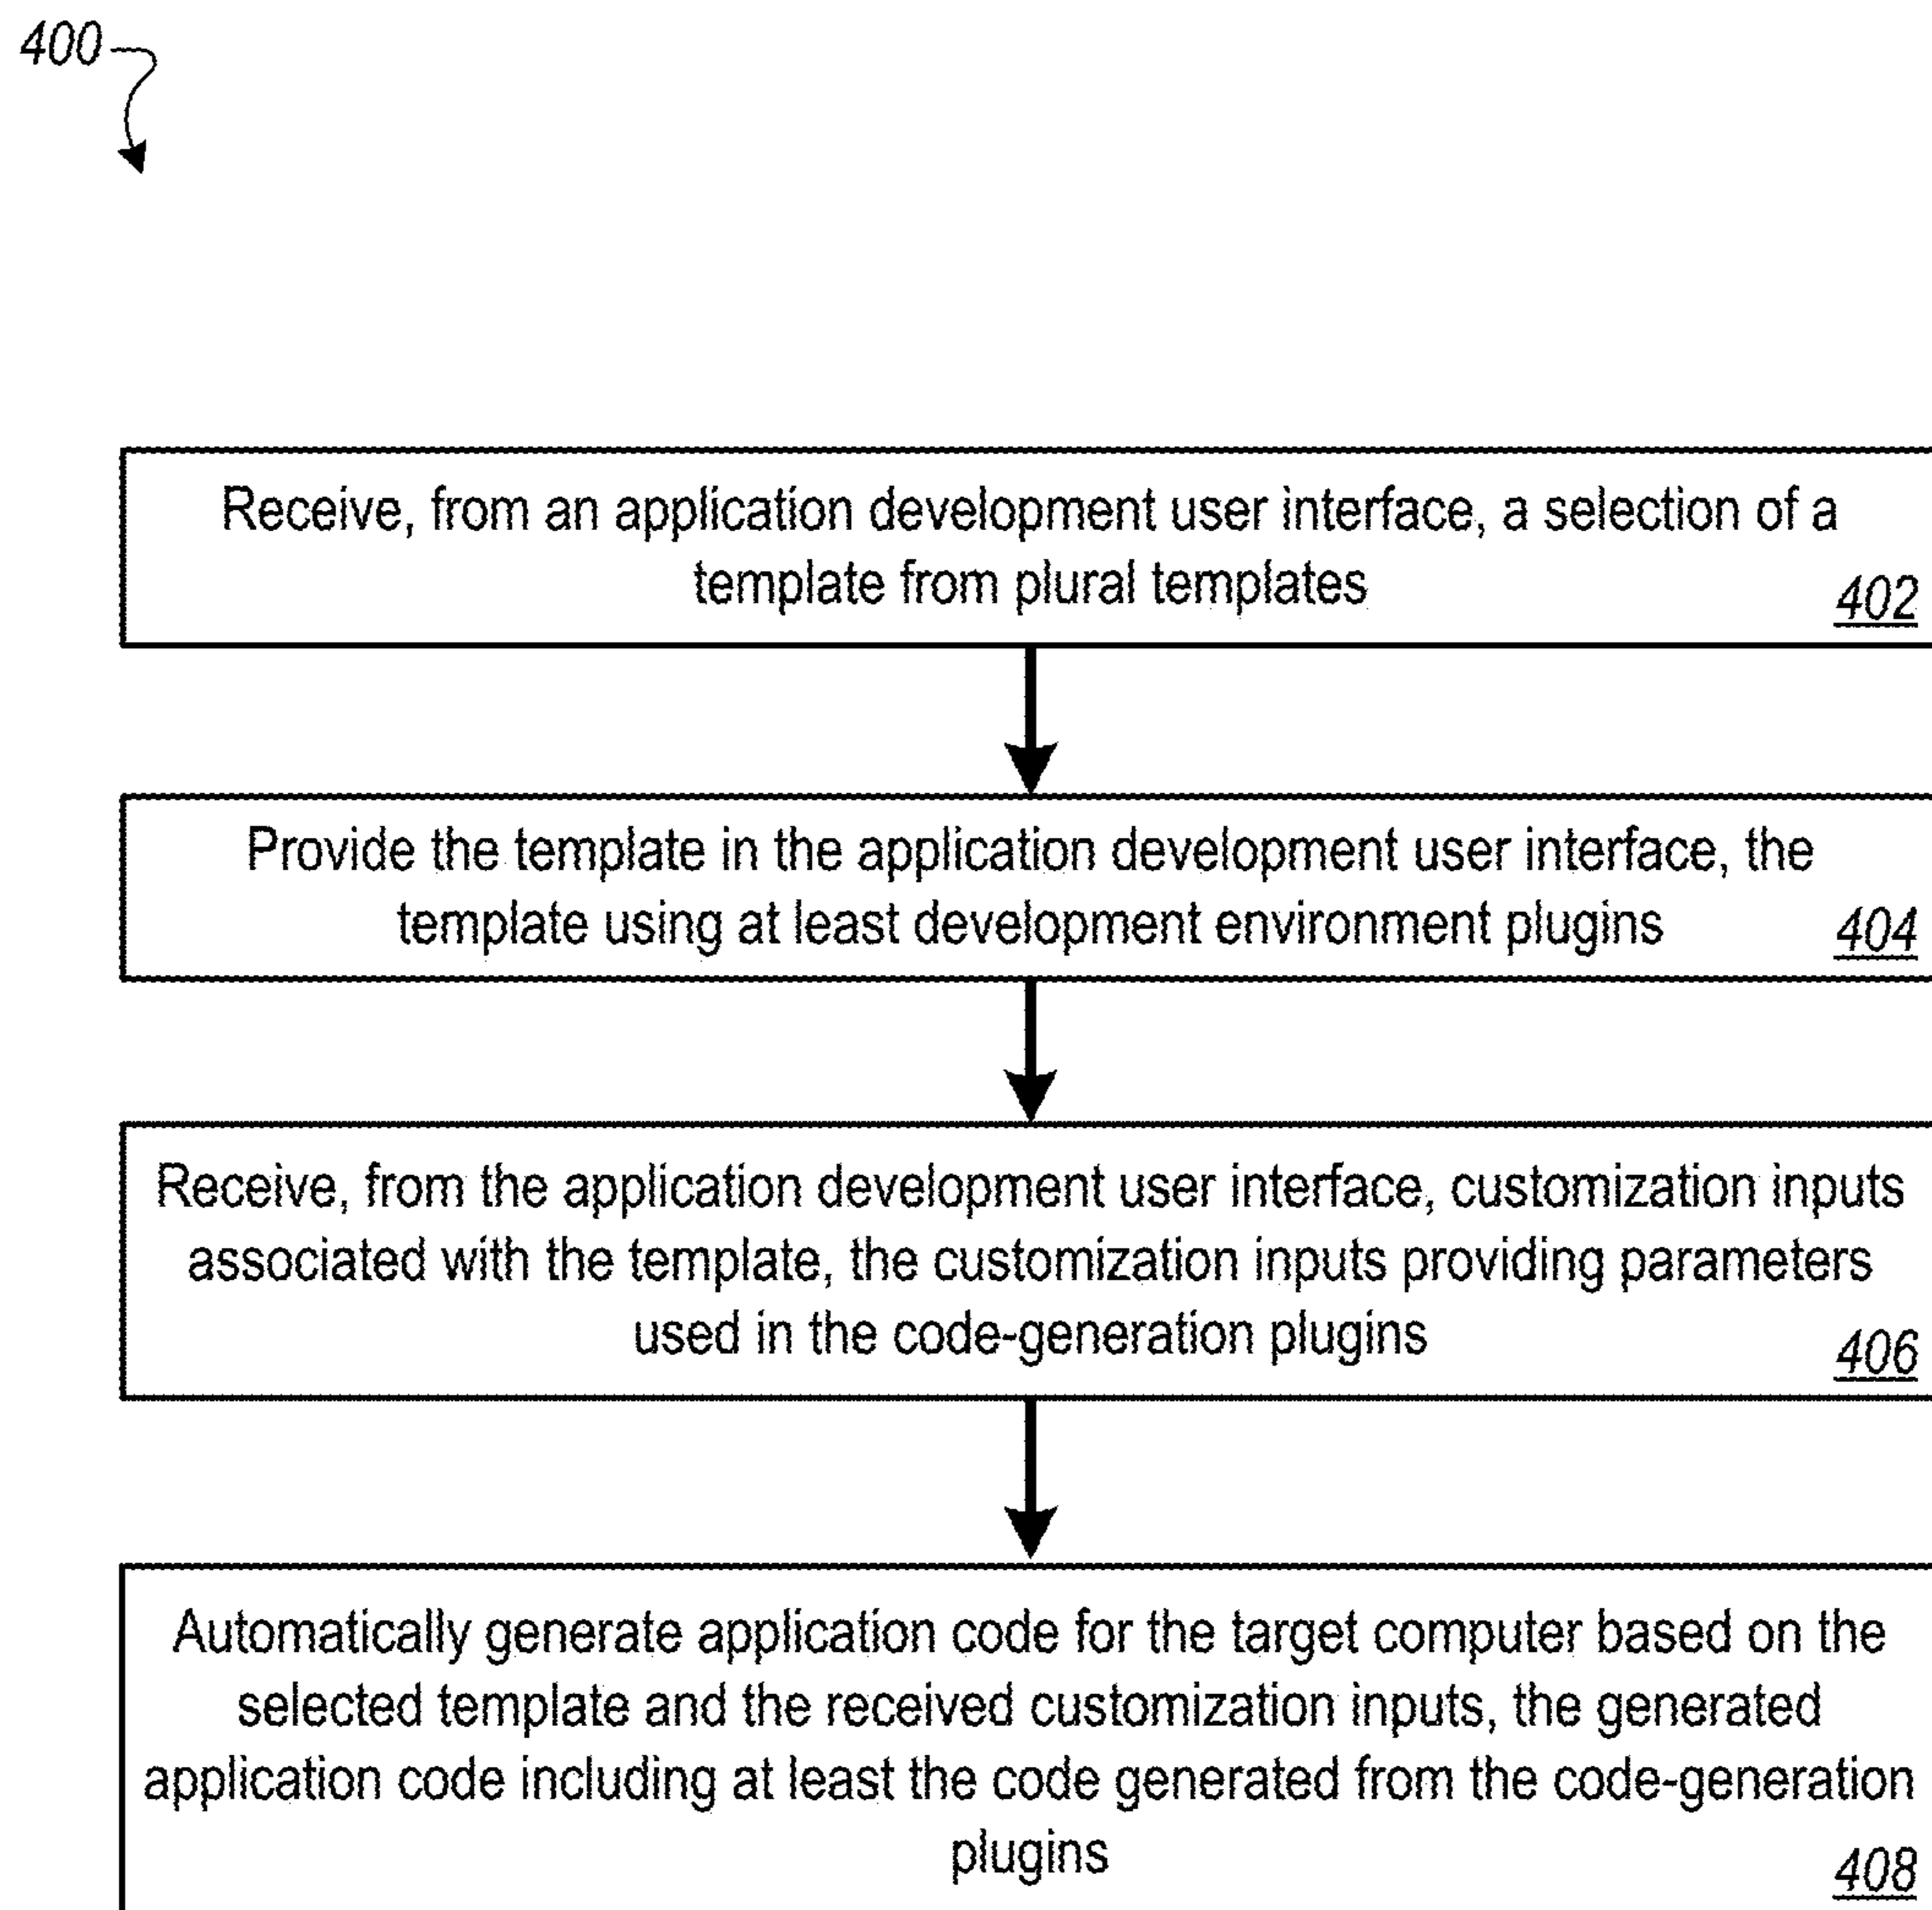 400
Receive, from an application development user interface, a selection of a
template from plural templates
402
Provide the template in the application development user interface, the
template using at least development environment plugins
404
Receive, from the application development user interface, customization inputs
associated with the template, the customization inputs providing parameters
used in the code-generation plugins
406
Automatically generate application code for the target computer based on the
selected template and the received customization inputs, the generated
application code including at least the code generated from the code-generation
plugins
408